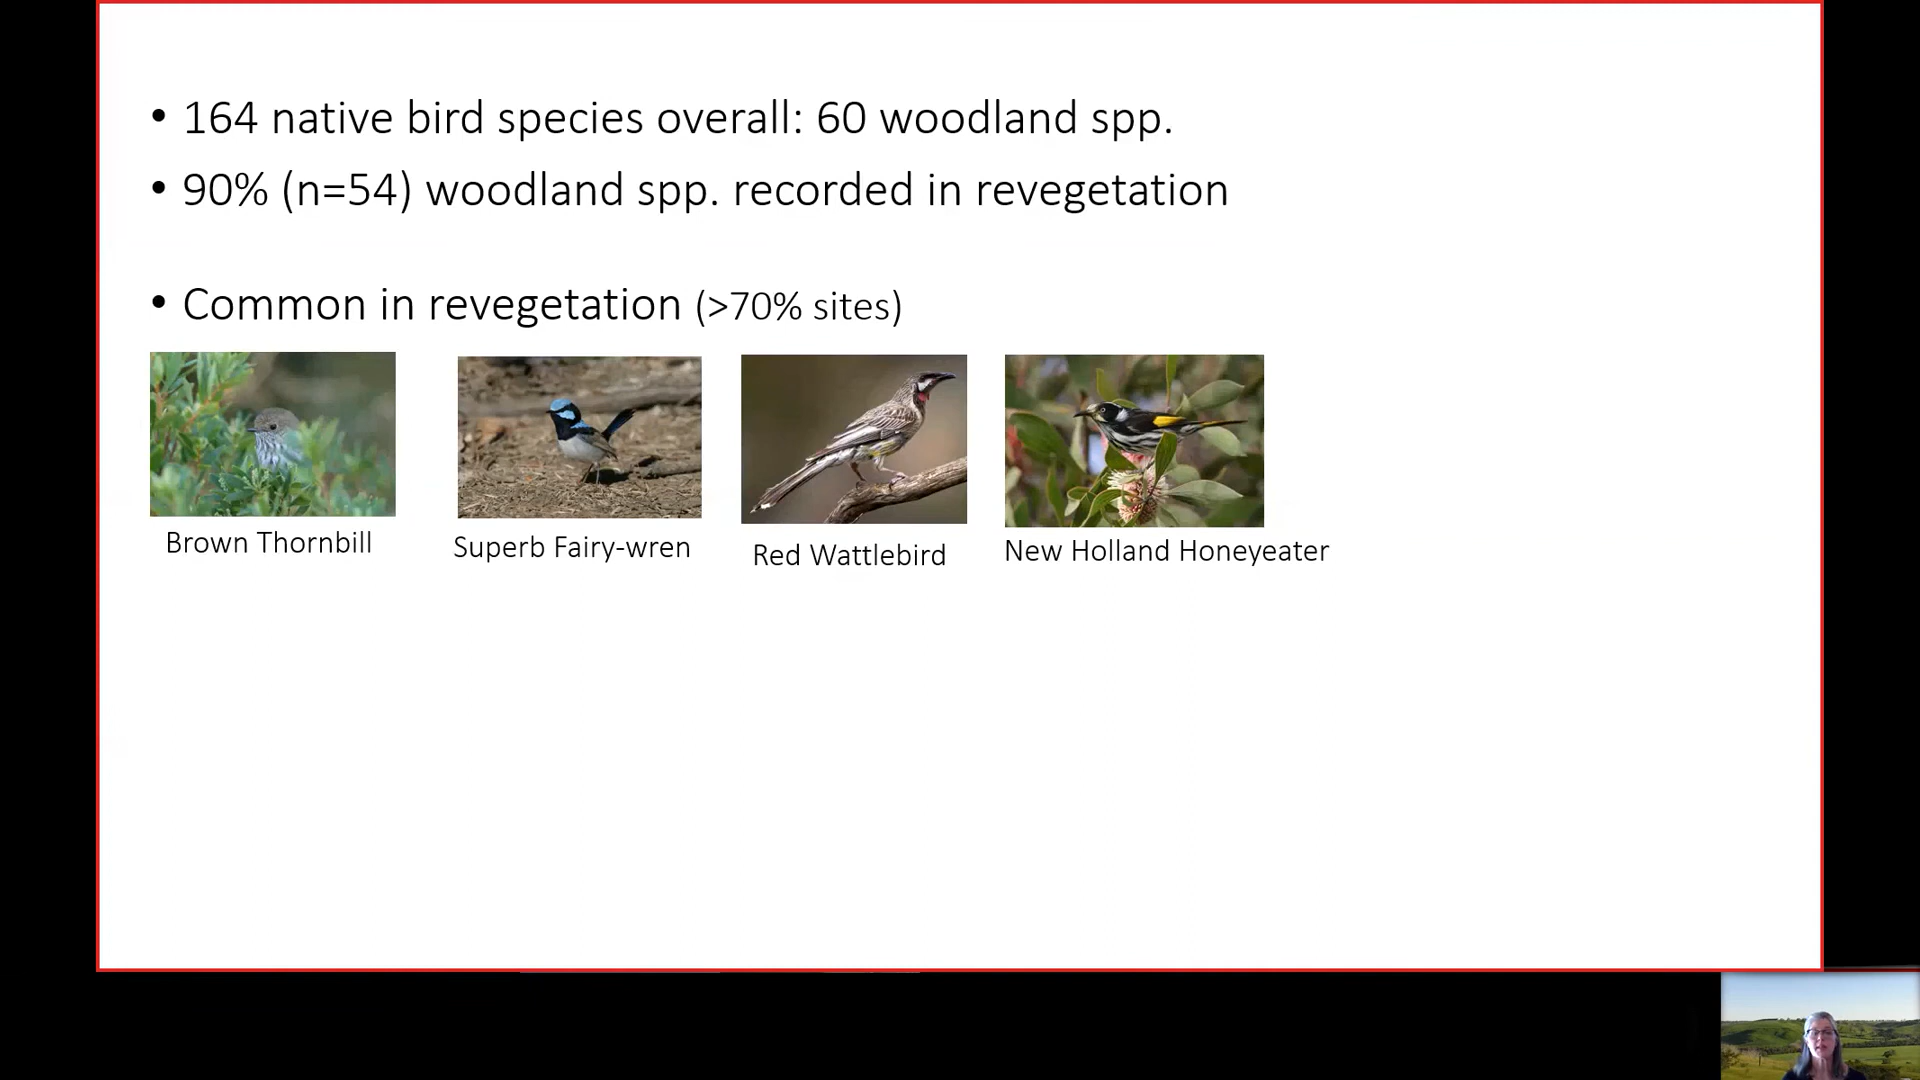 • 164 native bird species overall: 60 woodland spp.
• 90% (n=54) woodland spp. recorded in revegetation
• Common in revegetation (>70% sites)
Brown Thornbill
Superb Fairy-wren
Red Wattlebird
New Holland Honeyeater